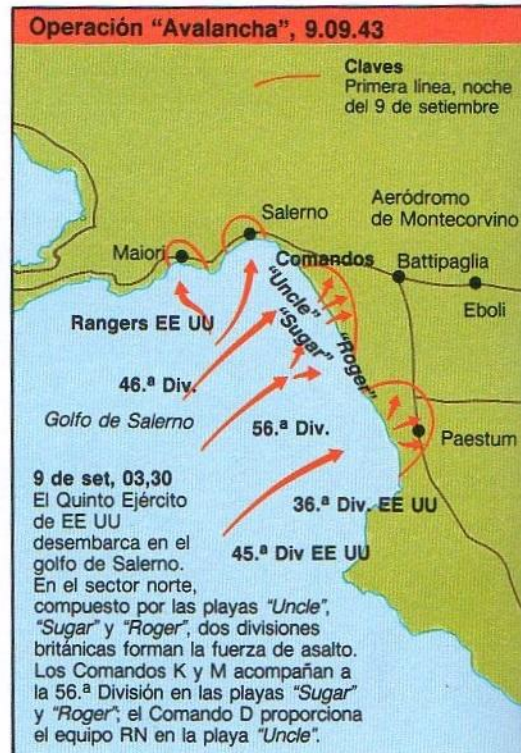 Operación “Avalancha”, 9.09.43
Claves
Primera línea, noche
del 9 de setiembre
Salerno
Aeródromo
de Montecorvino
Maiori
Comandos
Battipaglia
"Uncle"
"Sugar"
"Roger"
Eboli
Rangers EE UU
46.ª Div.
Golfo de Salerno
56.ª Div.
Paestum
9 de set, 03,30
El Quinto Ejército
de EE UU
desembarca en el
golfo de Salerno.
En el sector norte,
compuesto por las playas "Uncle",
"Sugar" y "Roger", dos divisiones
británicas forman la fuerza de asalto.
Los Comandos K y M acompañan a
la 56.ª División en las playas "Sugar"
y "Roger"; el Comando D proporciona
el equipo RN en la playa "Uncle".
36.ª Div. EE UU
45.ª Div EE UU